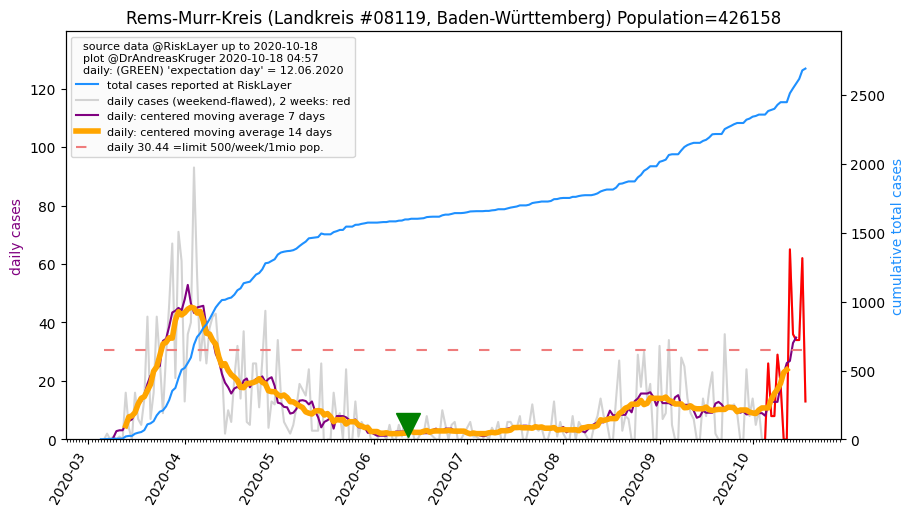 Rems-Murr-Kreis (Landkreis #08119, Baden-Württemberg) Population=426158
source data @RiskLayer up to 2020-10-18
plot @DrAndreasKruger 2020-10-18 04:57
daily: (GREEN) 'expectation day' = 12.06.2020
total cases reported at RiskLayer
daily cases (weekend-flawed), 2 weeks: red
daily: centered moving average 7 days
daily: centered moving average 14 days
daily 30.44 =limit 500/week/1mio pop.
daily cases
120
100
80
60
40
20
0
cumulative total cases
2500
2000
1500
1000
500
0
2020-03
2020-04
2020-05
2020-06
2020-07
2020-08
2020-09
2020-10